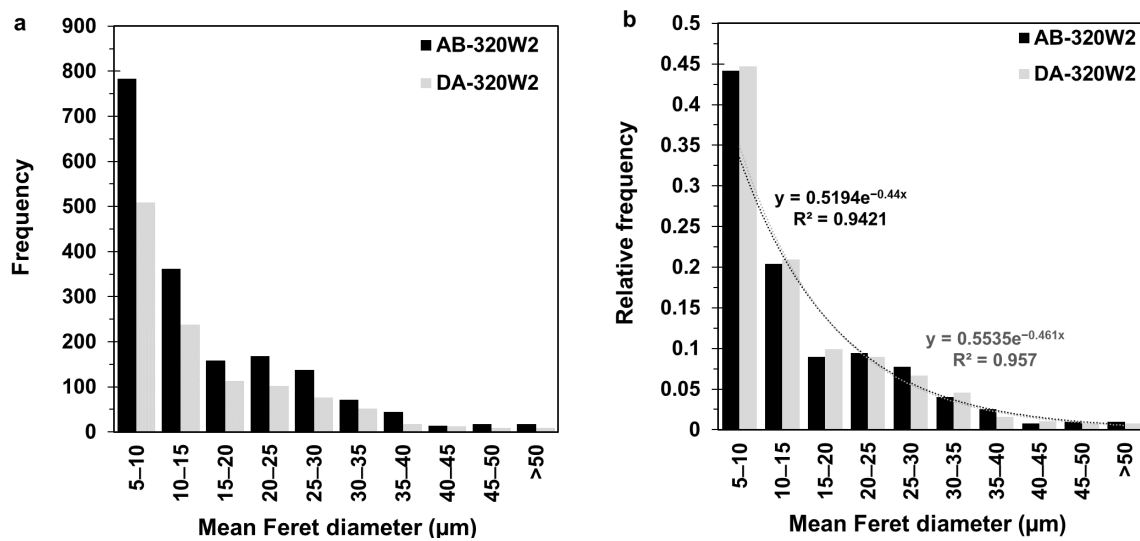 a
900
800
700
600
500
400
300
200
100
0
Frequency
AB-320W2
DA-320W2
5–10
10–15
15–20
20–25
25–30
30–35
35–40
40–45
45–50
>50
Mean Feret diameter (µm)
b
0.5
0.45
0.4
0.35
0.3
0.25
0.2
0.15
0.1
0.05
0
Relative frequency
AB-320W2
DA-320W2
y = 0.5194e⁻⁰·⁴⁴ˣ
R² = 0.9421
y = 0.5535e⁻⁰·⁴⁶¹ˣ
R² = 0.957
5–10
10–15
15–20
20–25
25–30
30–35
35–40
40–45
45–50
>50
Mean Feret diameter (µm)